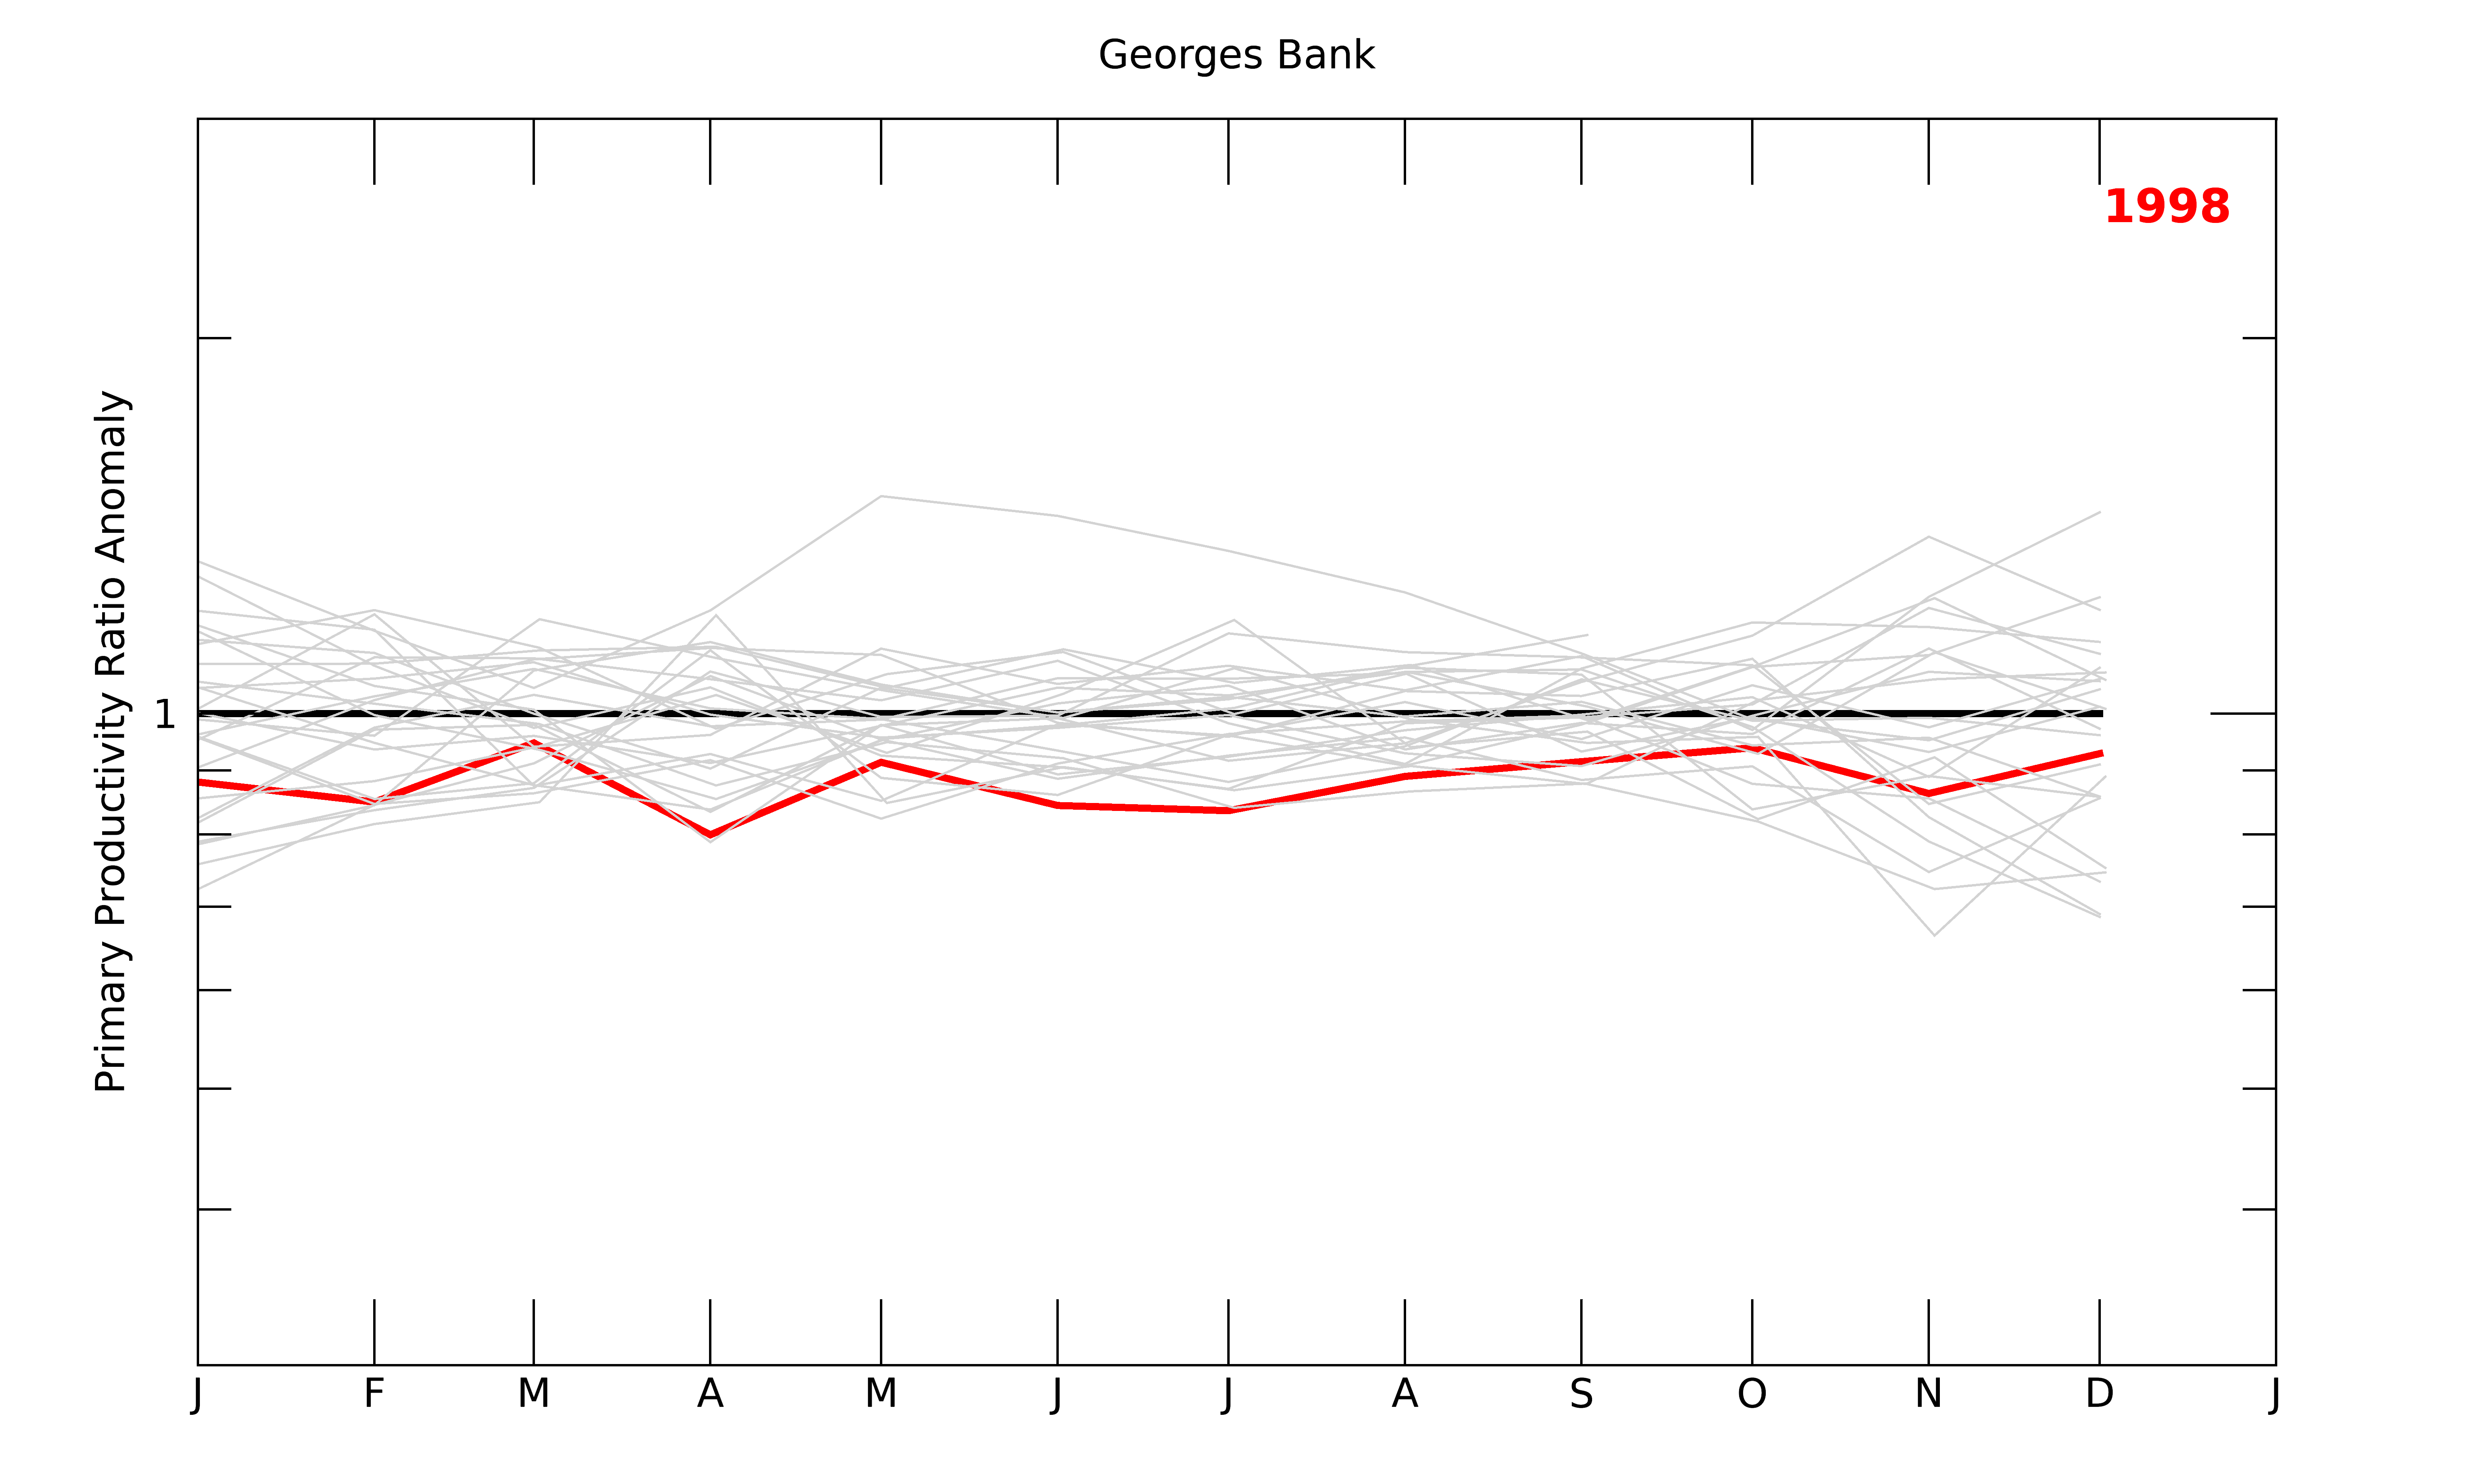 Georges Bank
1998
Primary Productivity Ratio Anomaly
1
J F M A M J J A S O N D J